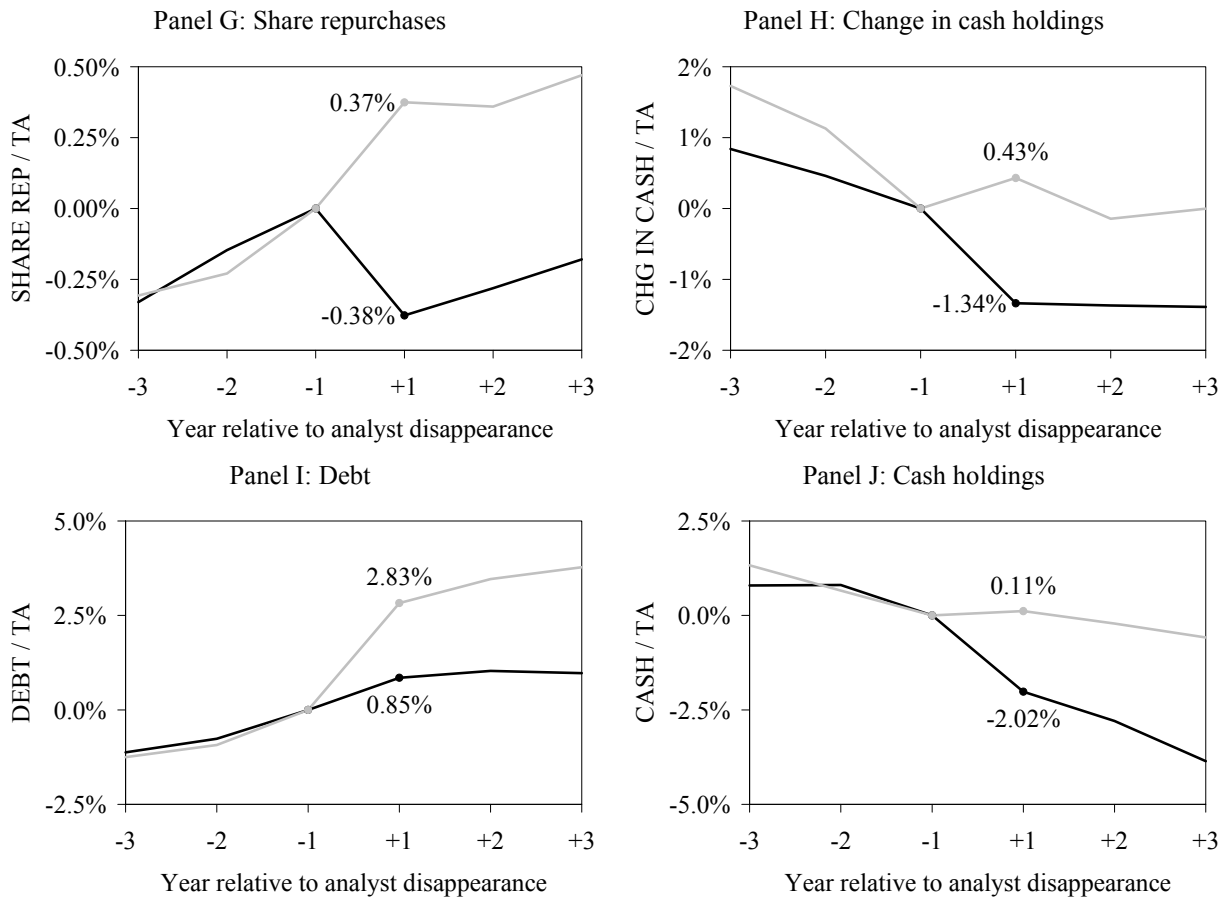 Panel G: Share repurchases
0.50%
0.25%
0.00%
-0.25%
-0.50%
SHARE REP / TA
0.37%
-0.38%
-3 -2 -1 +1 +2 +3
Year relative to analyst disappearance
Panel H: Change in cash holdings
2%
1%
0%
-1%
-2%
CHG IN CASH / TA
0.43%
-1.34%
-3 -2 -1 +1 +2 +3
Year relative to analyst disappearance
Panel I: Debt
5.0%
2.5%
0.0%
-2.5%
DEBT / TA
2.83%
0.85%
-3 -2 -1 +1 +2 +3
Year relative to analyst disappearance
Panel J: Cash holdings
2.5%
0.0%
-2.5%
-5.0%
CASH / TA
0.11%
-2.02%
-3 -2 -1 +1 +2 +3
Year relative to analyst disappearance